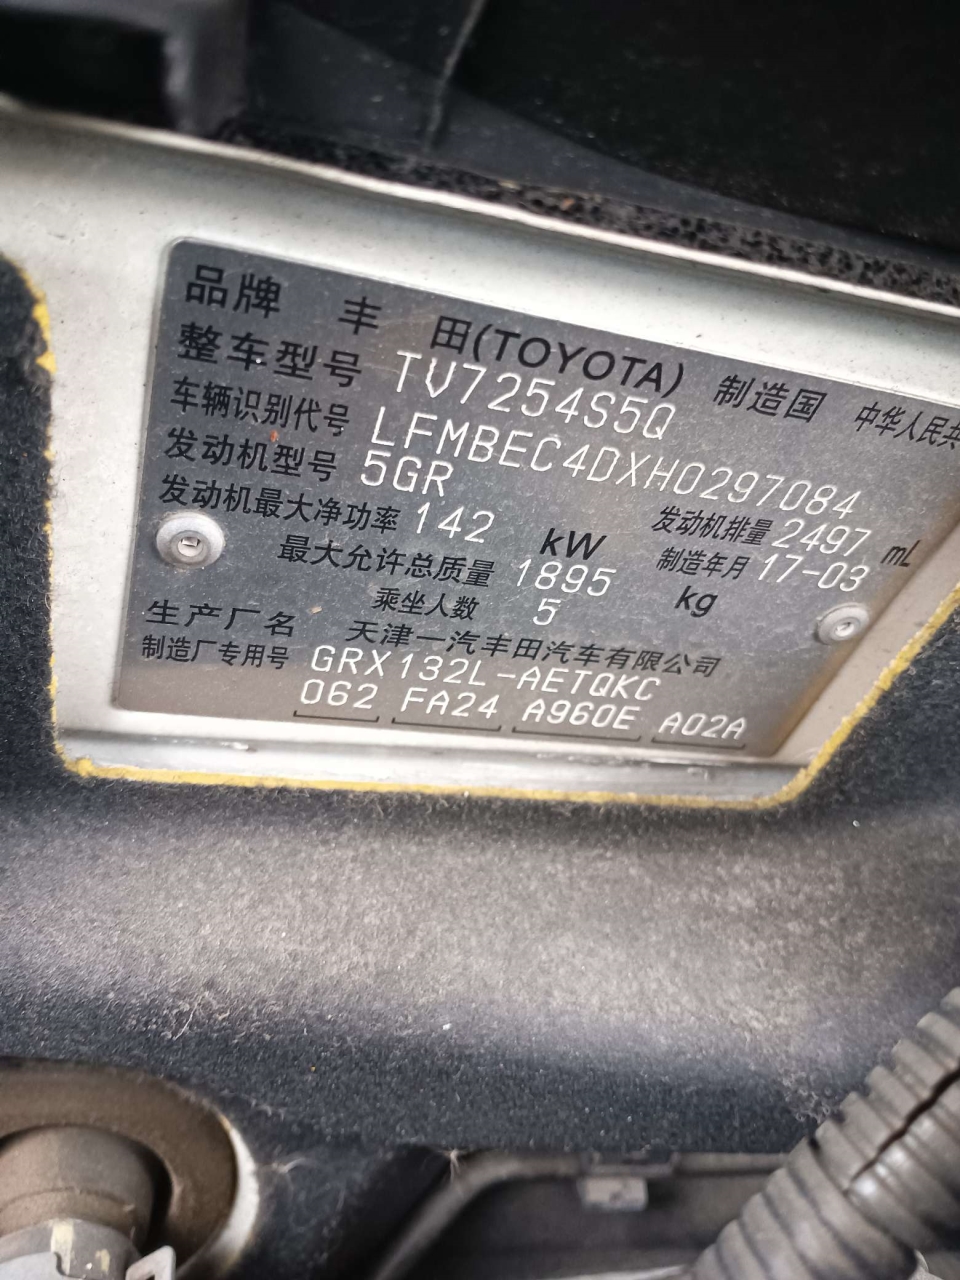 品牌 丰 田(TOYOTA) 制造国 中华人民共
整车型号 TV7254S5Q
车辆识别代号 LFMBEC4DXH0297084
发动机型号 5GR 发动机排量 2497 mL
发动机最大净功率 142 kW 制造年月 17-03
最大允许总质量 1895 kg
乘坐人数 5
生产厂名 天津一汽丰田汽车有限公司
制造厂专用号 GRX132L-AETQKC
062 FA24 A960E A02A